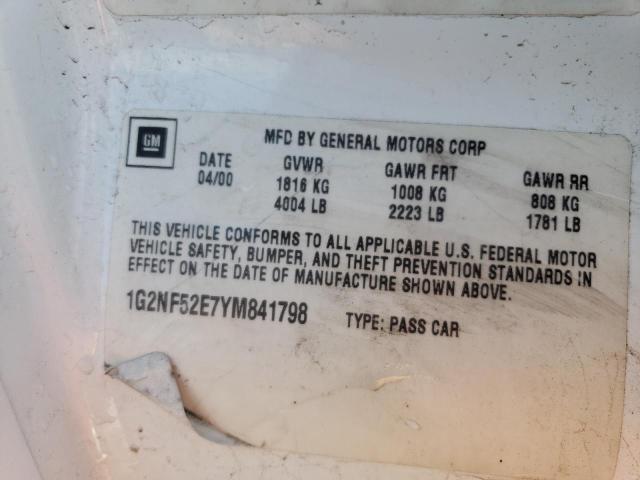 GM
MFD BY GENERAL MOTORS CORP
DATE GVWR GAWR FRT GAWR RR
04/00 1816 KG 1008 KG 808 KG
4004 LB 2223 LB 1781 LB
THIS VEHICLE CONFORMS TO ALL APPLICABLE U.S. FEDERAL MOTOR
VEHICLE SAFETY, BUMPER, AND THEFT PREVENTION STANDARDS IN
EFFECT ON THE DATE OF MANUFACTURE SHOWN ABOVE.
1G2NF52E7YM841798 TYPE: PASS CAR